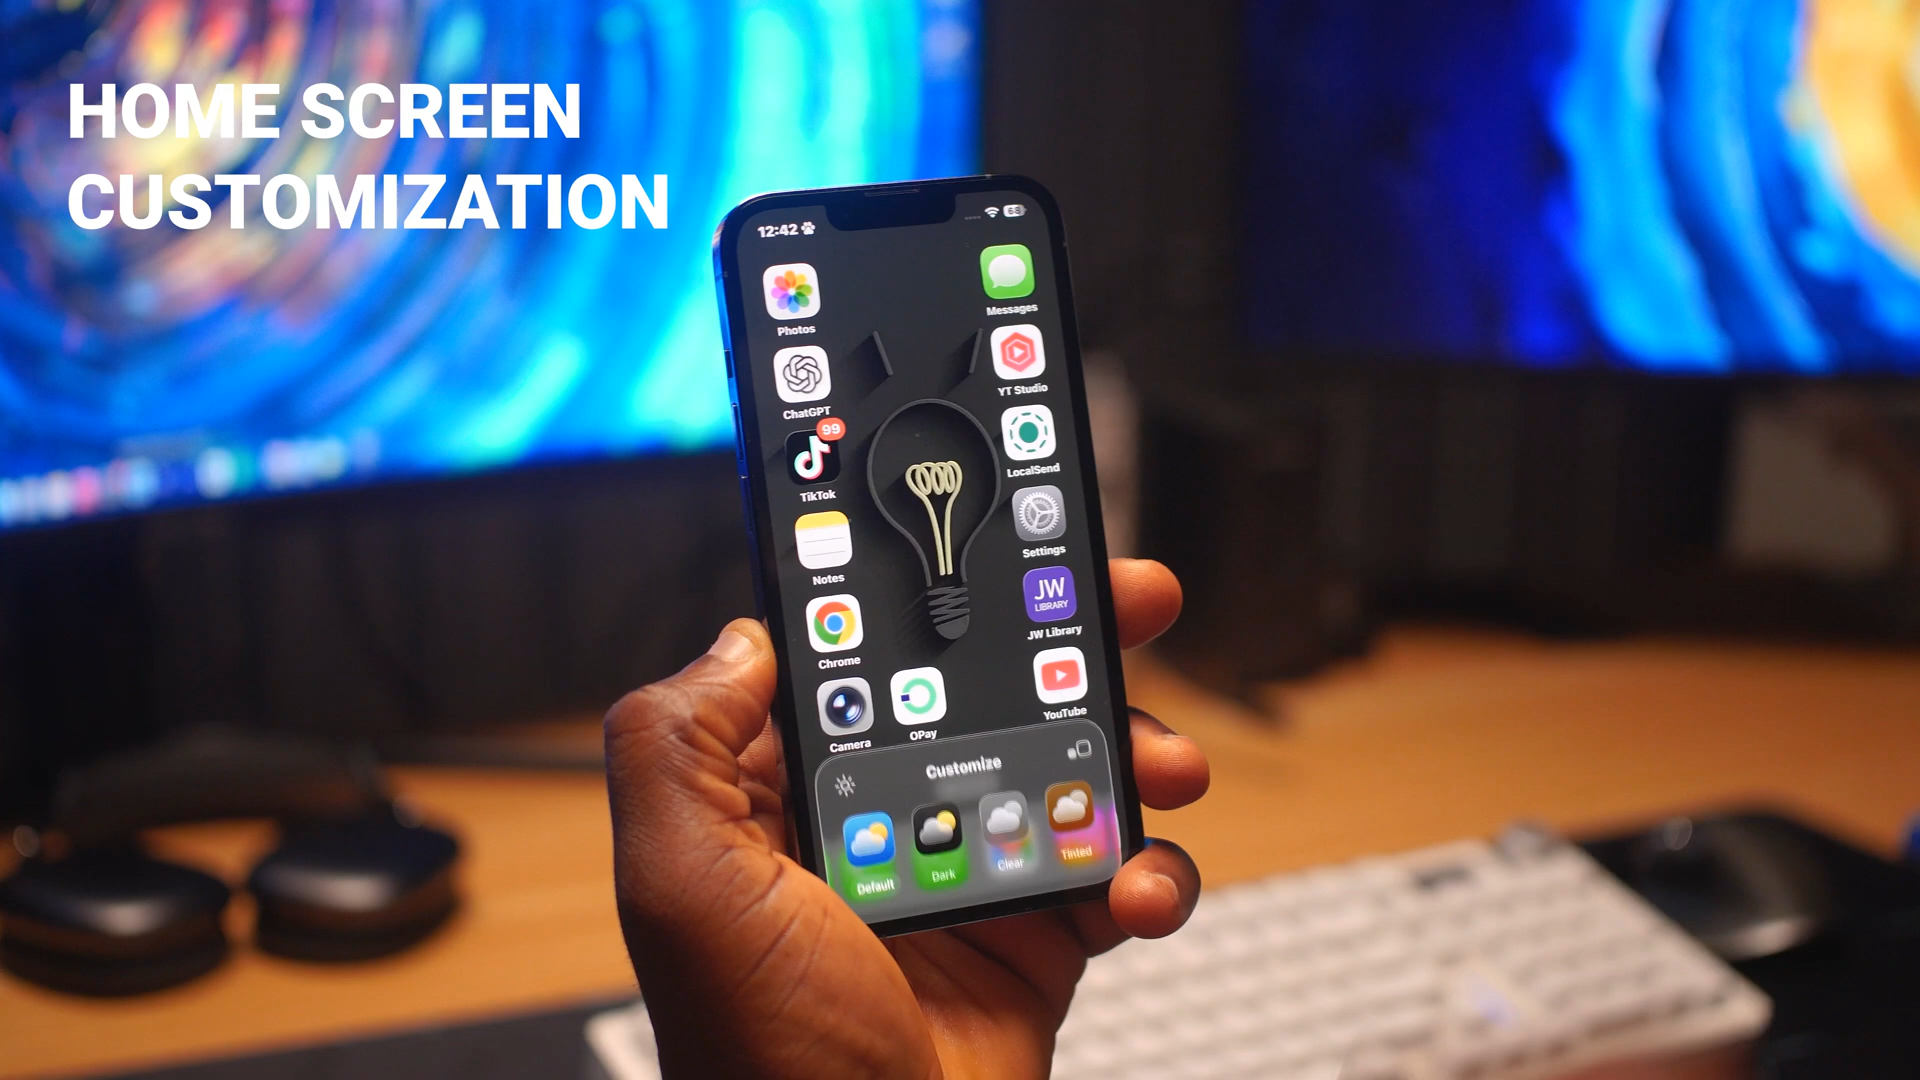 HOME SCREEN
CUSTOMIZATION
12:42
68
Photos
Messages
ChatGPT
YT Studio
99
TikTok
LocalSend
Notes
Settings
Chrome
JW
LIBRARY
JW Library
Camera
OPay
YouTube
Customize
Default
Dark
Clear
Tinted